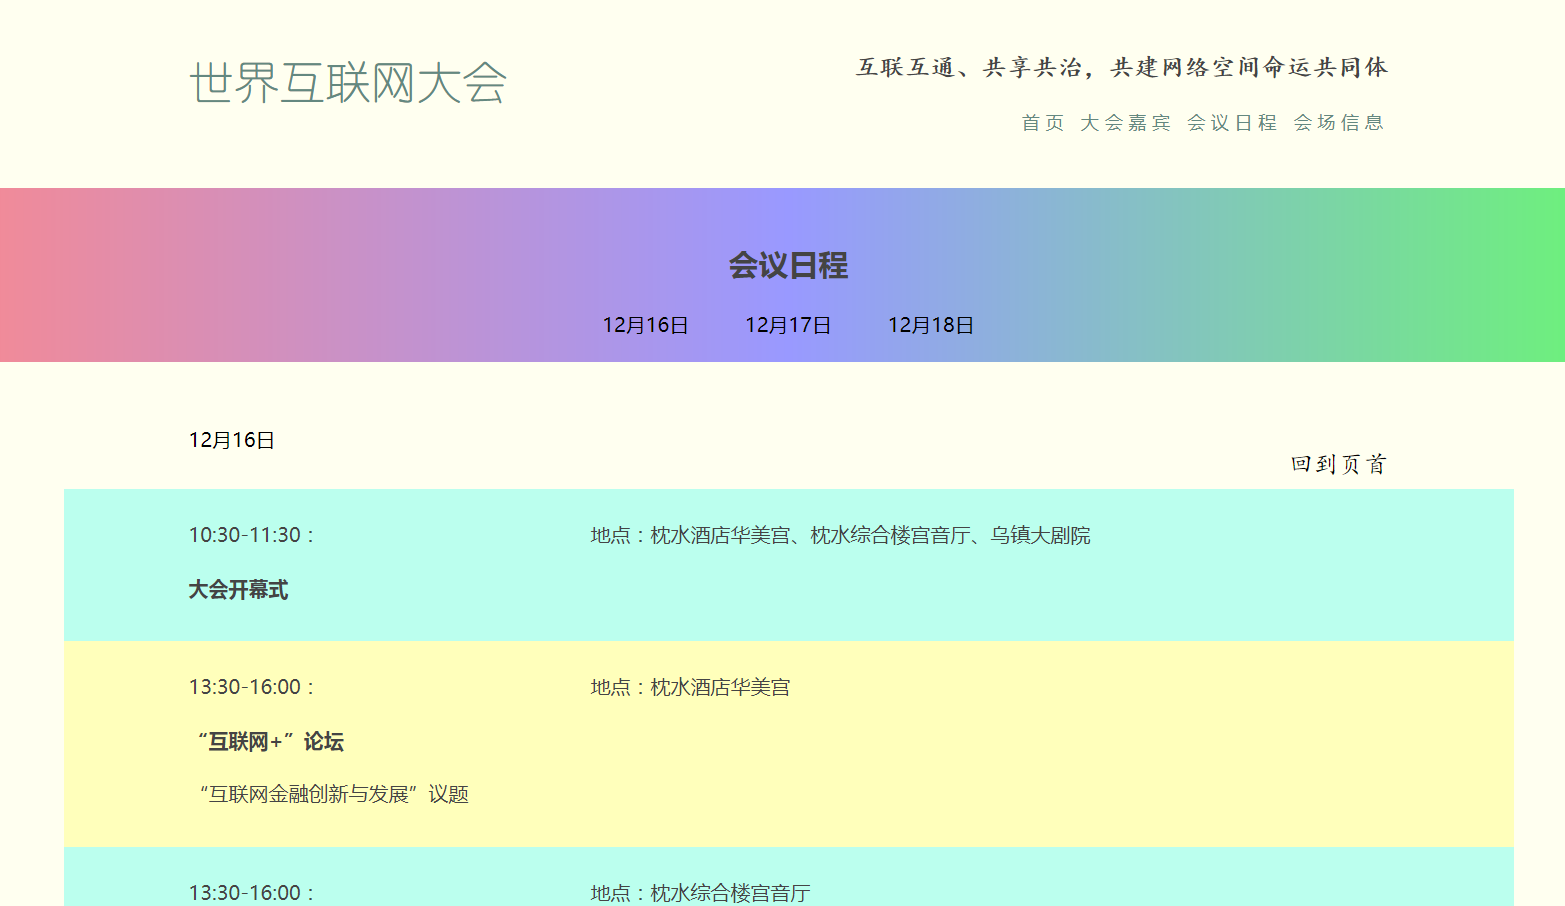 世界互联网大会
互联互通、共享共治，共建网络空间命运共同体
首页 大会嘉宾 会议日程 会场信息
会议日程
12月16日 12月17日 12月18日
12月16日
回到页首
10:30-11:30： 地点：枕水酒店华美宫、枕水综合楼宫音厅、乌镇大剧院
大会开幕式
13:30-16:00： 地点：枕水酒店华美宫
“互联网+”论坛
“互联网金融创新与发展”议题
13:30-16:00： 地点：枕水综合楼宫音厅